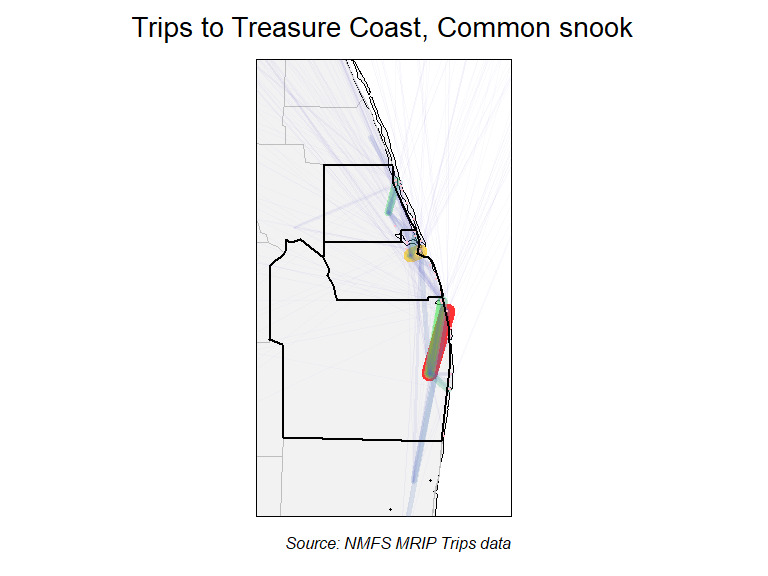 Trips to Treasure Coast, Common snook
Source: NMFS MRIP Trips data